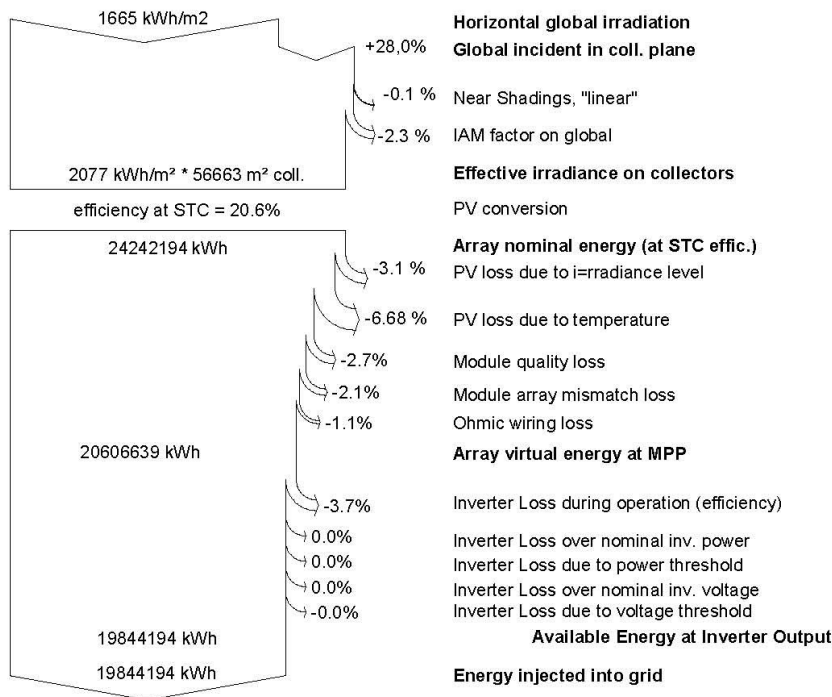 1665 kWh/m2 Horizontal global irradiation
+28,0% Global incident in coll. plane
-0.1 % Near Shadings, "linear"
-2.3 % IAM factor on global
2077 kWh/m² * 56663 m² coll. Effective irradiance on collectors
efficiency at STC = 20.6% PV conversion
24242194 kWh Array nominal energy (at STC effic.)
-3.1 % PV loss due to i=rradiance level
-6.68 % PV loss due to temperature
-2.7% Module quality loss
-2.1% Module array mismatch loss
-1.1% Ohmic wiring loss
20606639 kWh Array virtual energy at MPP
-3.7% Inverter Loss during operation (efficiency)
0.0% Inverter Loss over nominal inv. power
0.0% Inverter Loss due to power threshold
0.0% Inverter Loss over nominal inv. voltage
-0.0% Inverter Loss due to voltage threshold
19844194 kWh Available Energy at Inverter Output
19844194 kWh Energy injected into grid